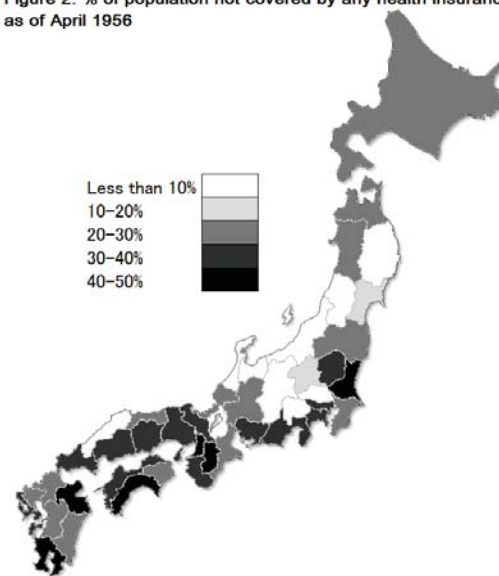 Figure 2: % of population not covered by any health insurance
as of April 1956
Less than 10%
10-20%
20-30%
30-40%
40-50%